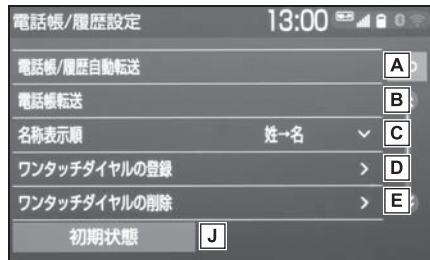 電話帳/履歴設定 13:00
電話帳/履歴自動転送 A
電話帳転送 B
名称表示順 姓→名 C
ワンタッチダイヤルの登録 D
ワンタッチダイヤルの削除 E
初期状態 J